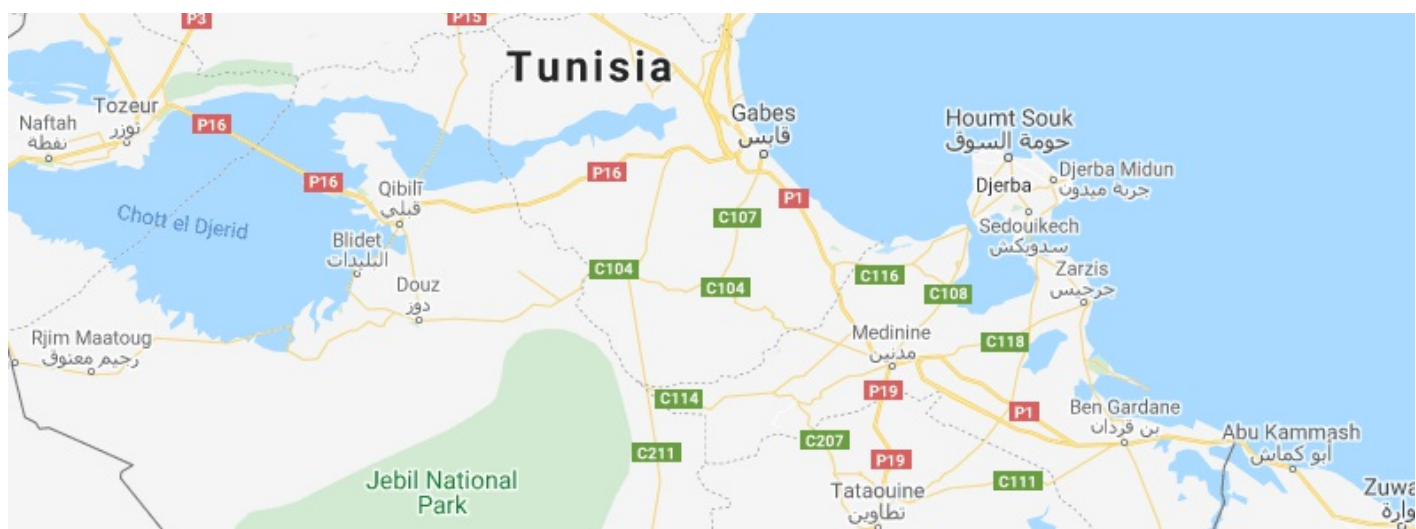 P3
P15
Tunisia
Tozeur
توزر
Naftah
نفطة
P16
P16
Qibilī
قبلي
P16
Gabes
قابس
P1
Houmt Souk
حومة السوق
Djerba
Djerba Midun
جربة ميدون
Sedouikech
سدويكش
Chott el Djerid
Blidet
البليدات
C107
C104
C104
C116
C108
Zarzis
جرجيس
Douz
دوز
Rjim Maatoug
رجيم معتوق
Medinine
مدنين
C118
C114
P19
P1
Ben Gardane
بن قردان
C211
C207
P19
C111
Abu Kammash
أبو كماش
Jebil National
Park
Tataouine
تطاوين
Zuwa
وارة